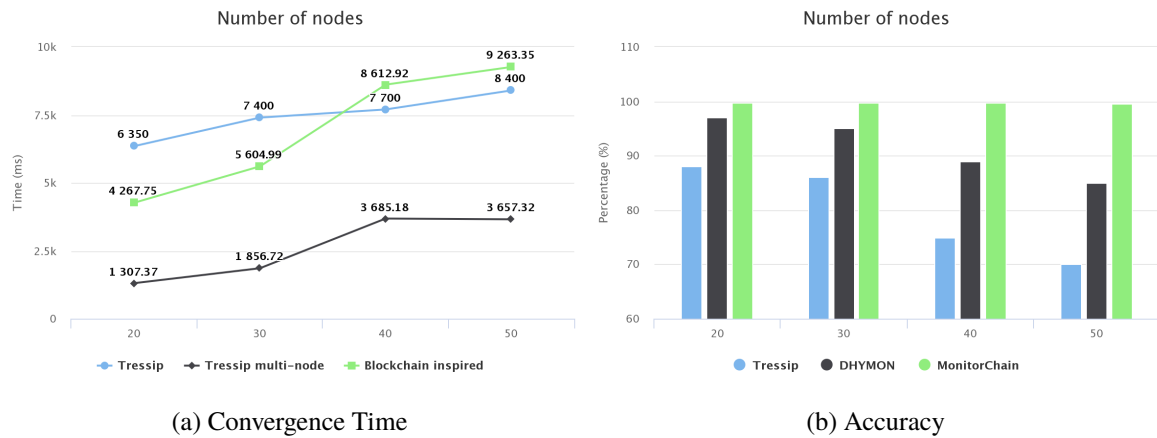 Number of nodes
10k
7.5k
5k
2.5k
0
Time (ms)
6 350
7 400
7 700
8 400
4 267.75
5 604.99
8 612.92
9 263.35
1 307.37
1 856.72
3 685.18
3 657.32
20 30 40 50
Tressip Tressip multi-node Blockchain inspired
(a) Convergence Time
Number of nodes
110
100
90
80
70
60
Percentage (%)
20 30 40 50
Tressip DHYMON MonitorChain
(b) Accuracy